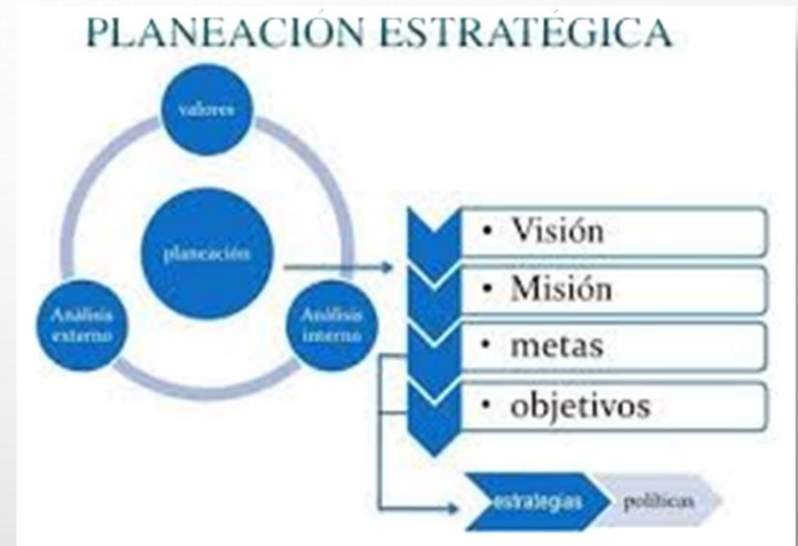 PLANEACIÓN ESTRATÉGICA
valores
planeación
Análisis
externo
Análisis
interno
• Visión
• Misión
• metas
• objetivos
estrategias
políticas